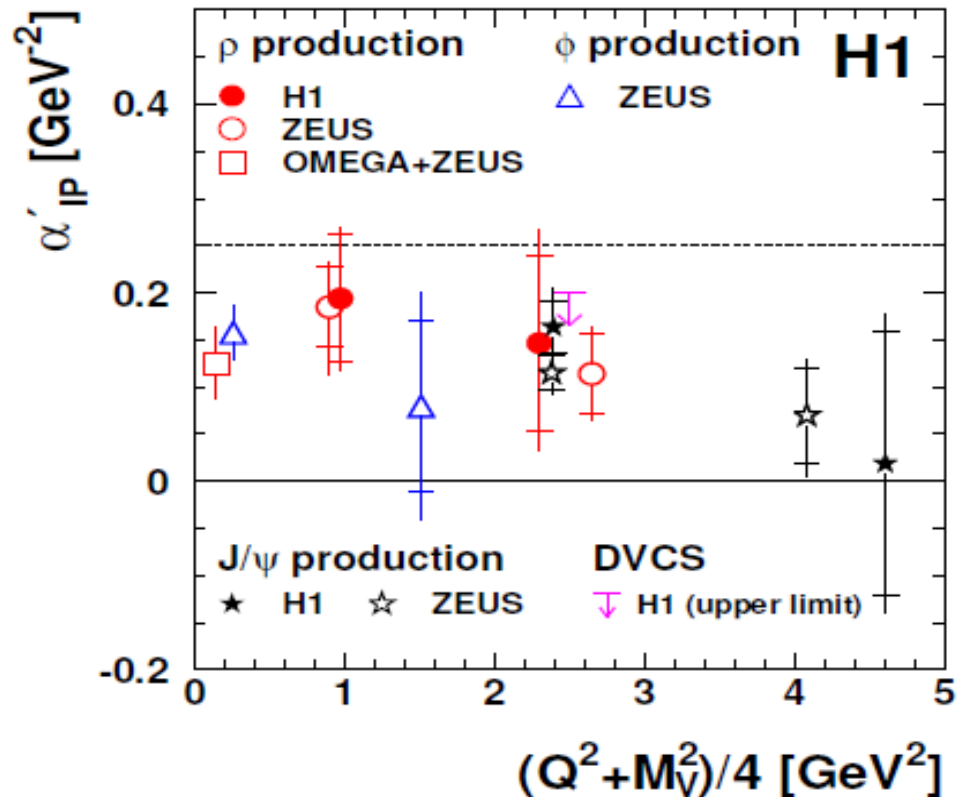 α′IP [GeV⁻²]
ρ production
ϕ production
H1
H1
ZEUS
ZEUS
OMEGA+ZEUS
0.4
0.2
0
-0.2
J/ψ production
DVCS
H1
ZEUS
H1 (upper limit)
0 1 2 3 4 5
(Q²+M²V)/4 [GeV²]